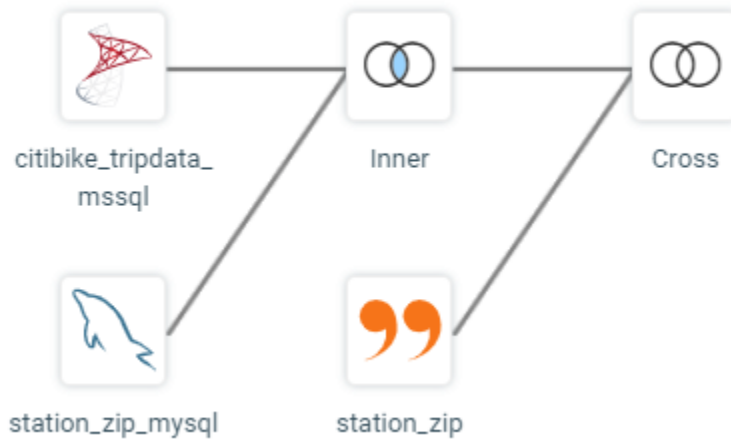 citibike_tripdata_
mssql
Inner
Cross
station_zip_mysql
station_zip